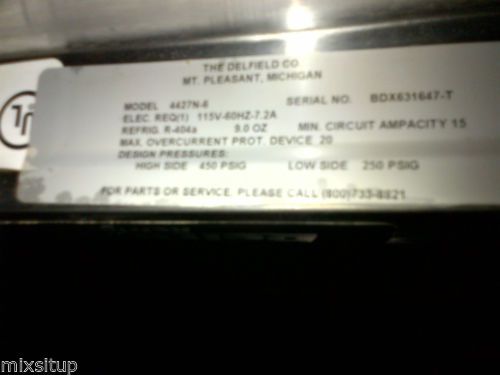 THE DELFIELD CO
MT. PLEASANT, MICHIGAN
MODEL 4427N-6 SERIAL NO. BDX631647-T
ELEC. REQ(1) 115V-60HZ-7.2A
REFRIG. R-404a 9.0 OZ MIN. CIRCUIT AMPACITY 15
MAX. OVERCURRENT PROT. DEVICE 20
DESIGN PRESSURES:
HIGH SIDE 450 PSIG LOW SIDE 250 PSIG
FOR PARTS OR SERVICE, PLEASE CALL (800)733-8821
mixsitup